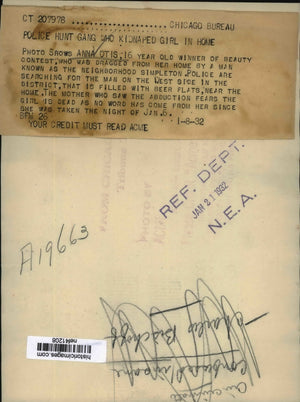 CT 207978 - - - - - - - - - - CHICAGO BUREAU
POLICE HUNT GANG WHO KIDNAPED GIRL IN HOME
PHOTO SHOWS ANNA OTIS, 16 YEAR OLD WINNER OF BEAUTY
CONTEST, WHO WAS DRAGGED FROM HER HOME BY A MAN
KNOWN AS THE NEIGHBORHOOD SIMPLETON. POLICE ARE
SEARCHING FOR THE MAN ON THE WEST SIDE IN THE
DISTRICT, THAT IS FILLED WITH BEER FLATS, NEAR THE
HOME. THE MOTHER WHO SAW THE ABDUCTION FEARS THE
GIRL IS DEAD AS NO WORD HAS COME FROM HER SINCE
SHE WAS TAKEN THE NIGHT OF JAN. 6.
26 1-8-32
YOUR CREDIT MUST READ ACME
REF. DEPT.
JAN 21 1932
N.E.A.
A19663
historicimages.com
nef41208
Charles Bischoff